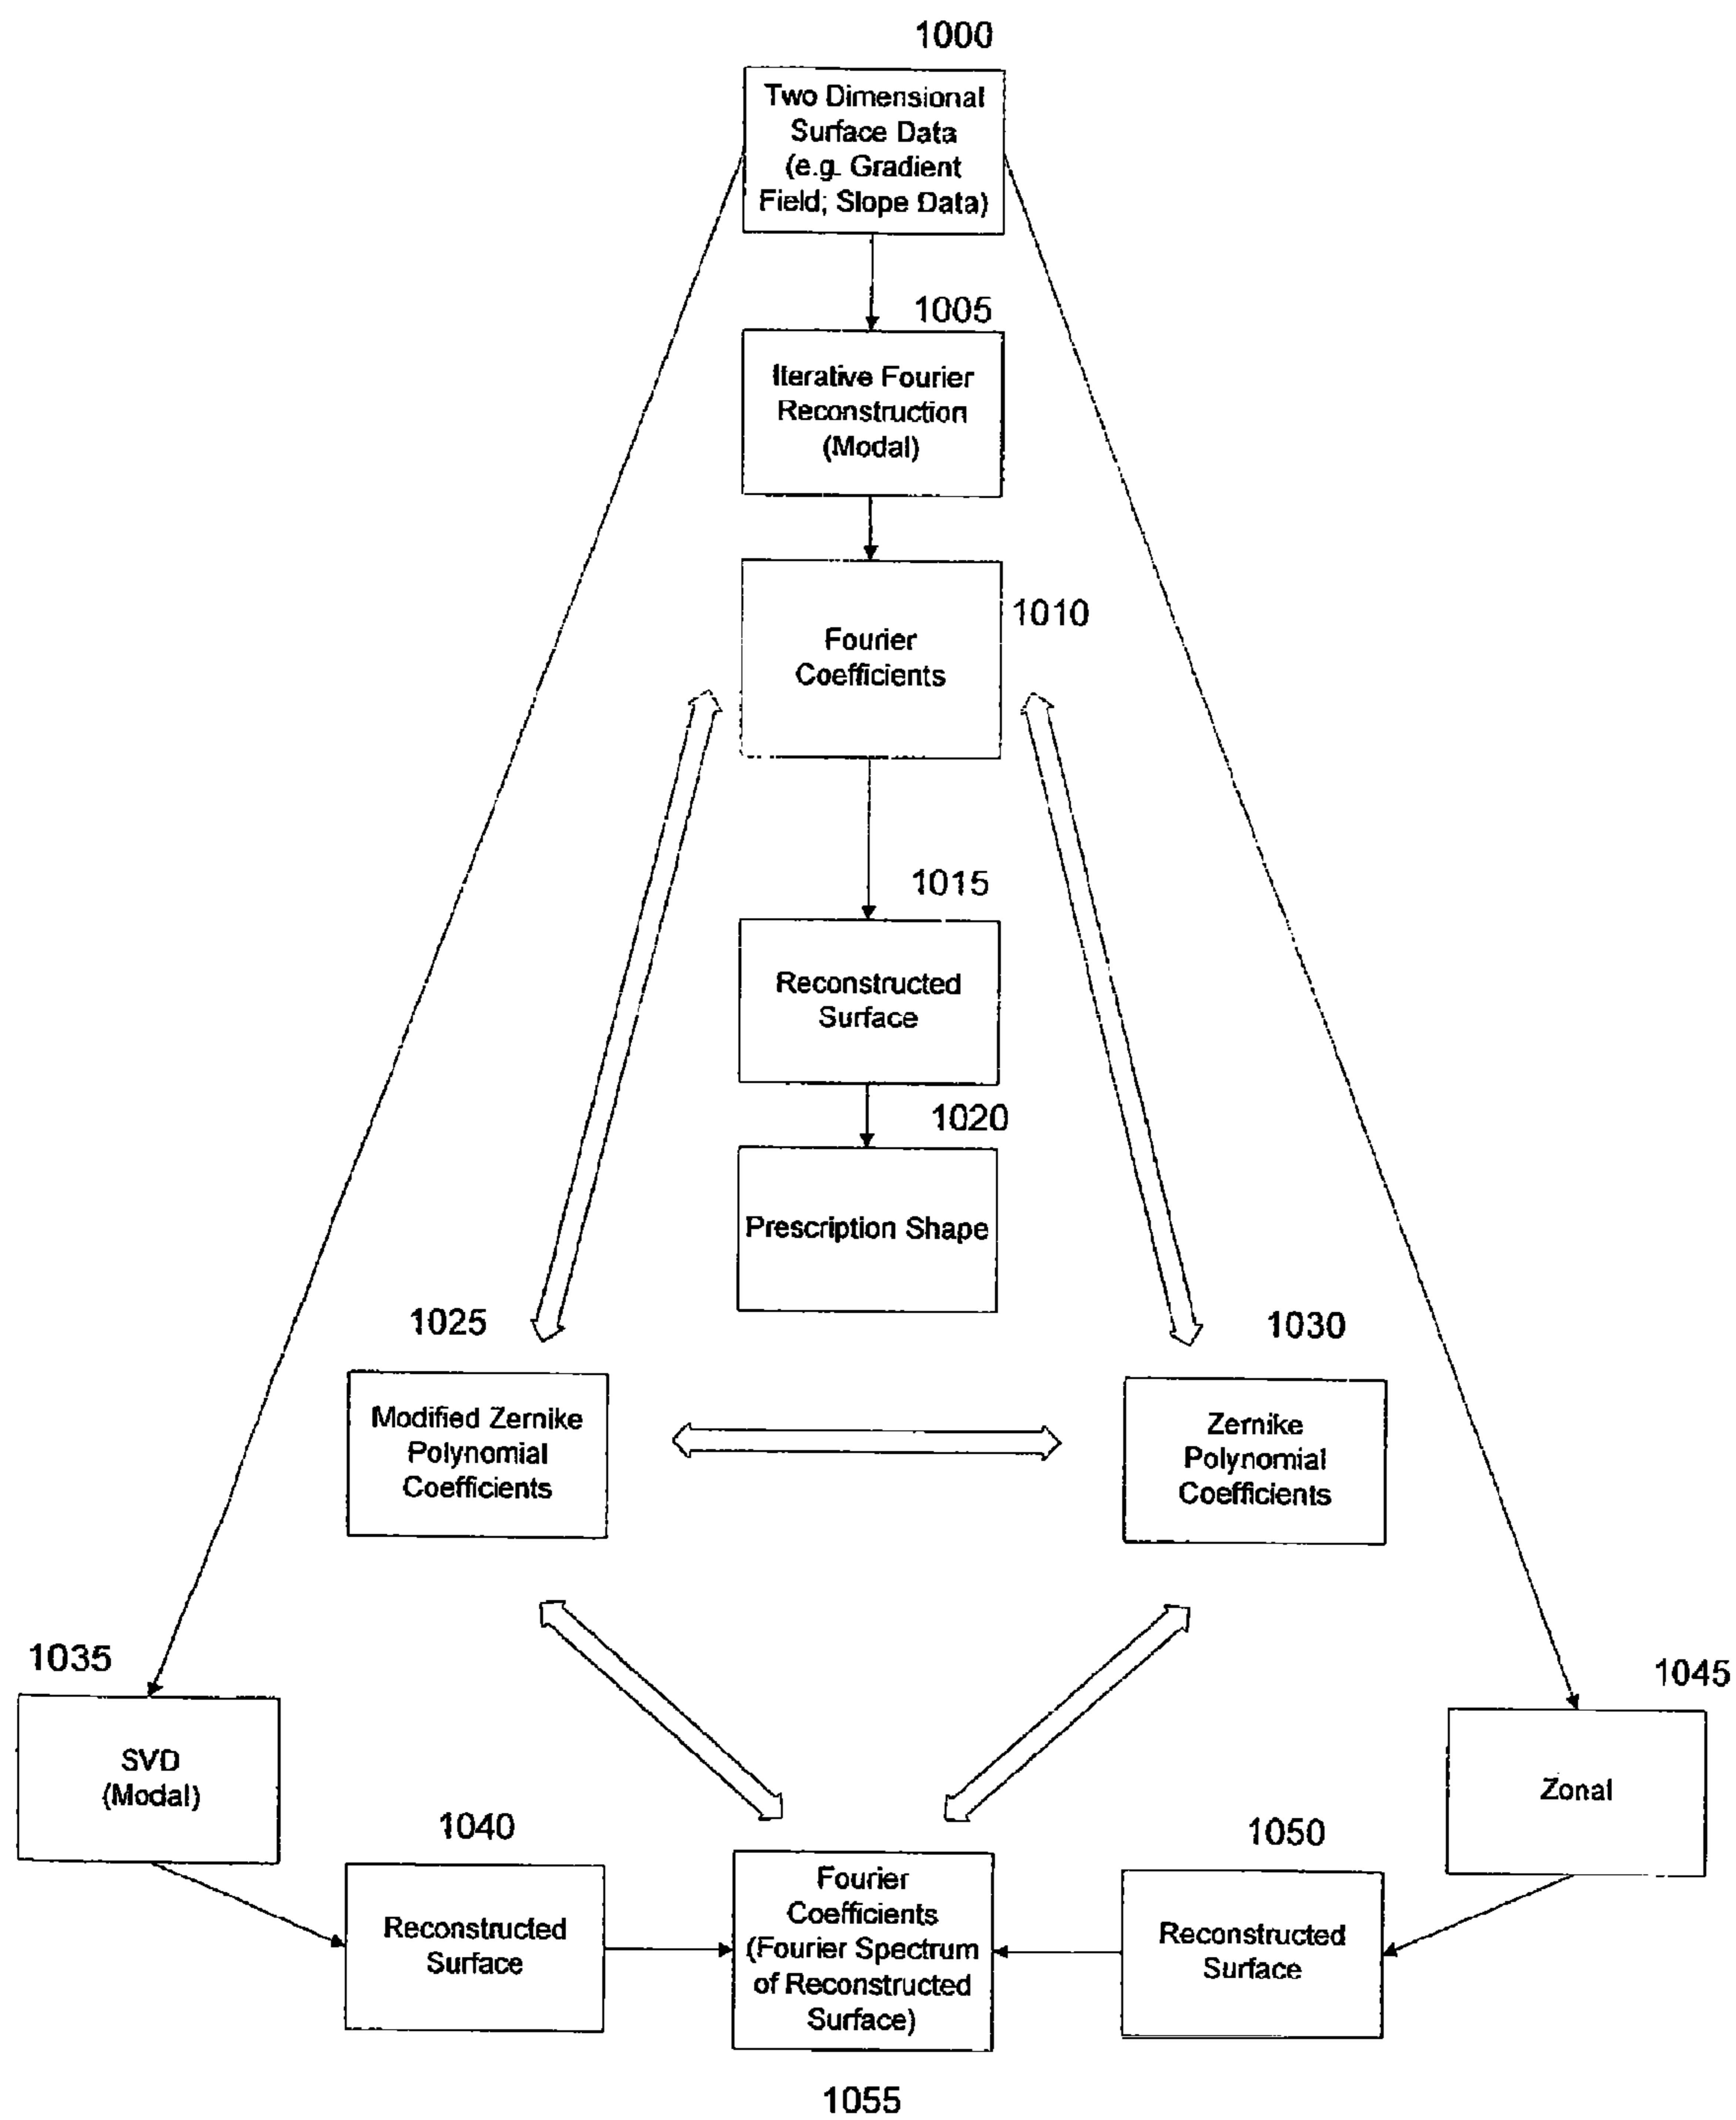 1000
Two Dimensional
Surface Data
(e.g. Gradient
Field; Slope Data)
1005
Iterative Fourier
Reconstruction
(Modal)
1010
Fourier
Coefficients
1015
Reconstructed
Surface
1020
Prescription Shape
1025
Modified Zernike
Polynomial
Coefficients
1030
Zernike
Polynomial
Coefficients
1035
SVD
(Modal)
1045
Zonal
1040
Reconstructed
Surface
1050
Reconstructed
Surface
Fourier
Coefficients
(Fourier Spectrum
of Reconstructed
Surface)
1055